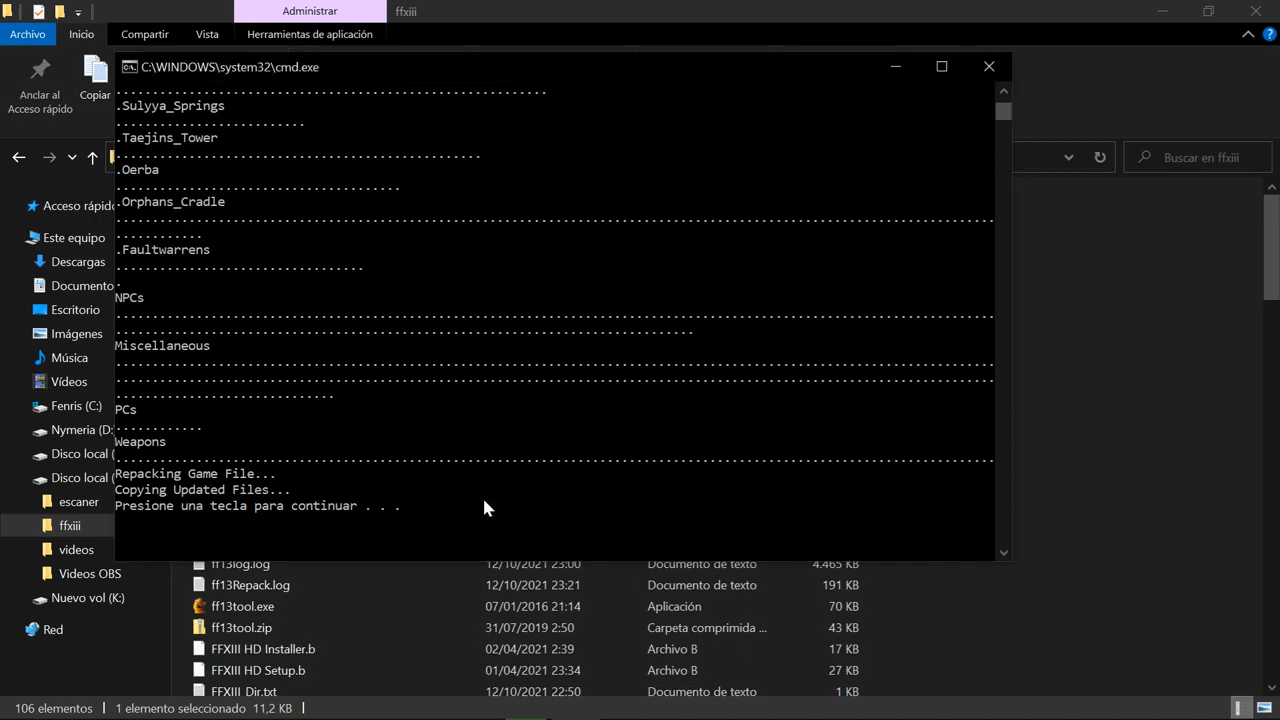 Administrar
ffxiii
Archivo
Inicio
Compartir
Vista
Herramientas de aplicación
Anclar al
Acceso rápido
Copiar
C:\WINDOWS\system32\cmd.exe
.Sulyya_Springs
.Taejins_Tower
.Oerba
.Orphans_Cradle
.Faultwarrens
NPCs
Miscellaneous
PCs
Weapons
Repacking Game File...
Copying Updated Files...
Presione una tecla para continuar . . .
Buscar en ffxiii
Acceso rápido
Este equipo
Descargas
Documento
Escritorio
Imágenes
Música
Vídeos
Fenris (C:)
Nymeria (D:
Disco local (
Disco local (
escaner
ffxiii
videos
Videos OBS
Nuevo vol (K:)
Red
ff13log.log 12/10/2021 23:00 Documento de texto 4.465 KB
ff13Repack.log 12/10/2021 23:21 Documento de texto 191 KB
ff13tool.exe 07/01/2016 21:14 Aplicación 70 KB
ff13tool.zip 31/07/2019 2:50 Carpeta comprimida ... 43 KB
FFXIII HD Installer.b 02/04/2021 2:39 Archivo B 17 KB
FFXIII HD Setup.b 01/04/2021 23:34 Archivo B 27 KB
FFXIII Dir.txt 12/10/2021 22:50 Documento de texto 1 KB
106 elementos
1 elemento seleccionado 11,2 KB